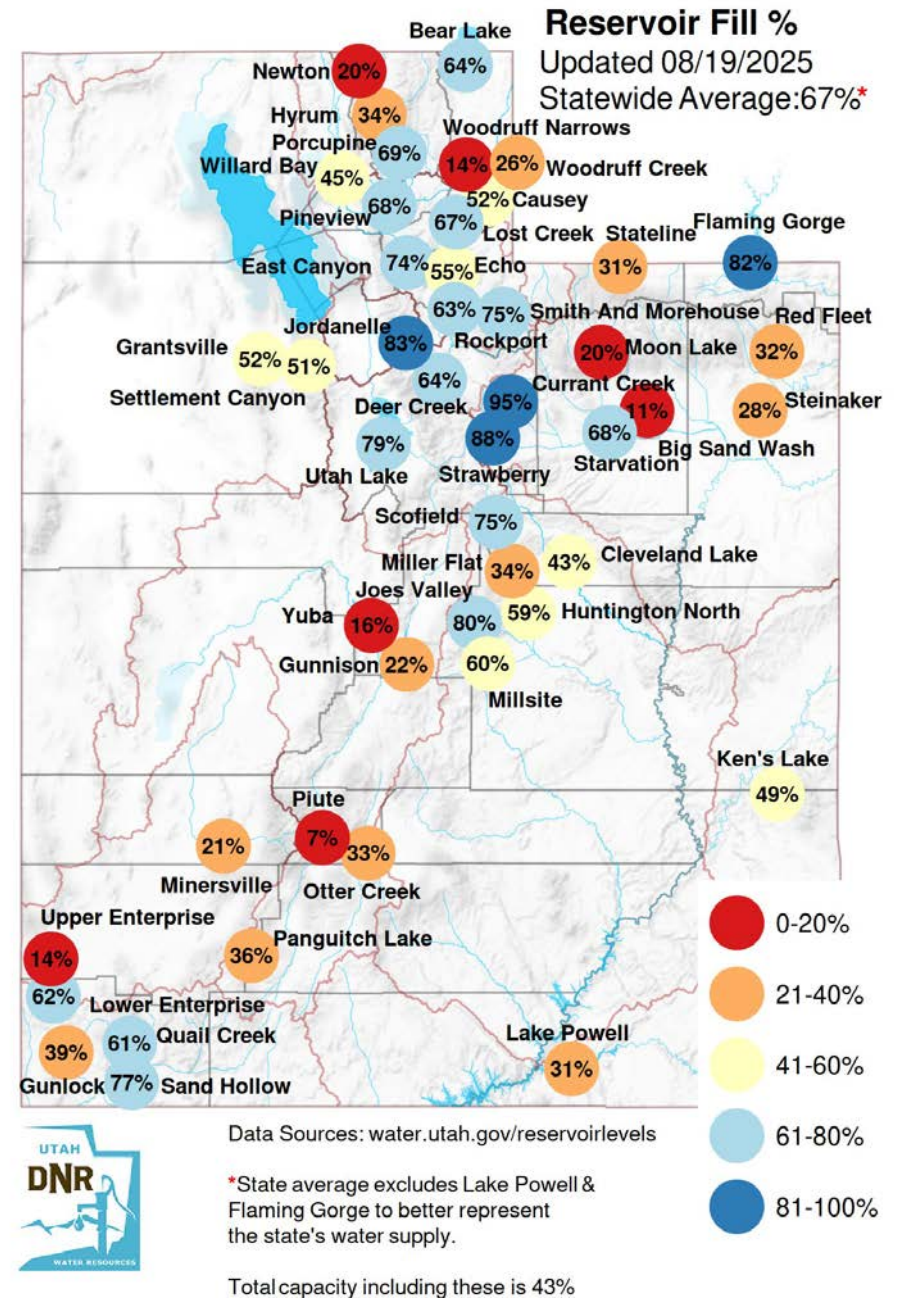 Reservoir Fill %
Updated 08/19/2025
Statewide Average:67%*
Bear Lake
64%
Newton 20%
Hyrum 34%
Porcupine 69%
Woodruff Narrows
14%
26% Woodruff Creek
Willard Bay
45%
52% Causey
Pineview 68%
67% Lost Creek
Stateline
31%
Flaming Gorge
82%
East Canyon 74%
55% Echo
63%
Rockport
75% Smith And Morehouse
Red Fleet
32%
Jordanelle
83%
Grantsville 52%
51%
Settlement Canyon
20% Moon Lake
64%
Deer Creek
Currant Creek
95%
11%
Big Sand Wash
28% Steinaker
79%
Utah Lake
88%
Strawberry
68%
Starvation
Scofield 75%
Miller Flat 34%
43% Cleveland Lake
Joes Valley
80%
59% Huntington North
Yuba 16%
Gunnison 22%
60%
Millsite
Ken's Lake
49%
Piute
7%
33%
Otter Creek
21%
Minersville
Upper Enterprise
14%
36% Panguitch Lake
62% Lower Enterprise
61% Quail Creek
39%
Gunlock
77% Sand Hollow
Lake Powell
31%
0-20%
21-40%
41-60%
61-80%
81-100%
UTAH
DNR
WATER RESOURCES
Data Sources: water.utah.gov/reservoirlevels
*State average excludes Lake Powell &
Flaming Gorge to better represent
the state's water supply.
Total capacity including these is 43%